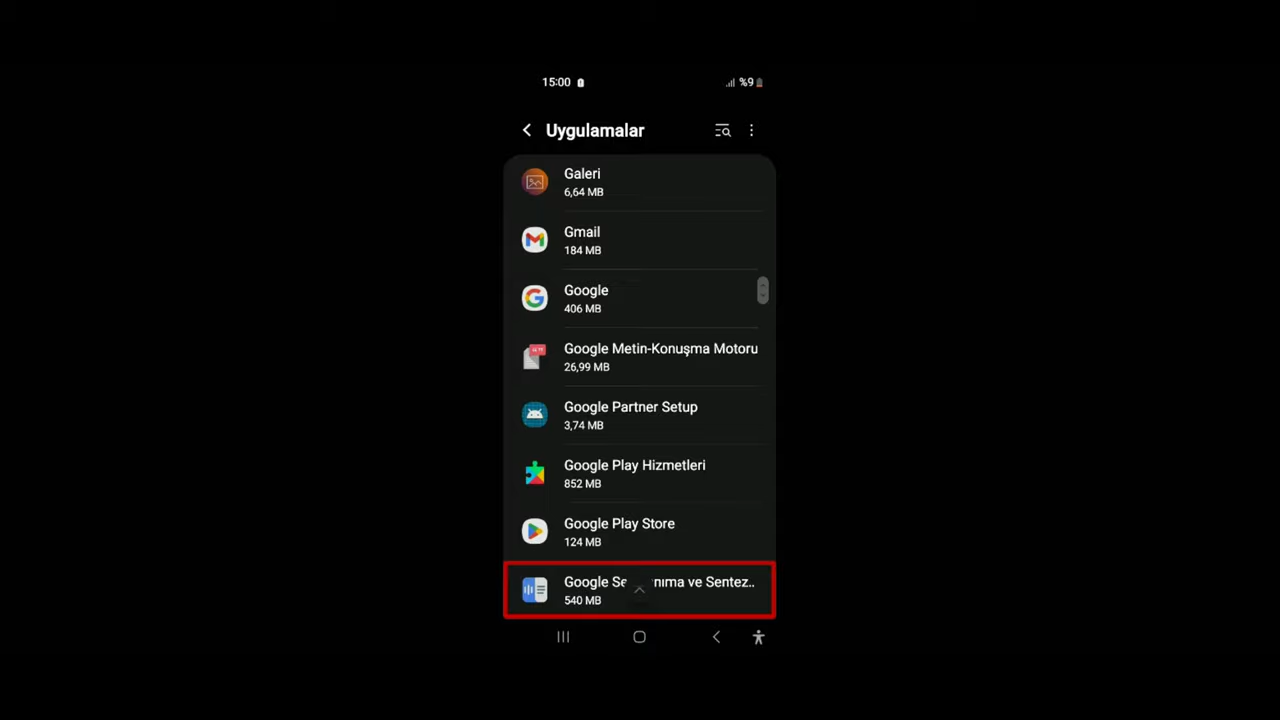 15:00
%9
Uygulamalar
Galeri
6,64 MB
Gmail
184 MB
Google
406 MB
Google Metin-Konuşma Motoru
26,99 MB
Google Partner Setup
3,74 MB
Google Play Hizmetleri
852 MB
Google Play Store
124 MB
Google ve Sentez..
540 MB